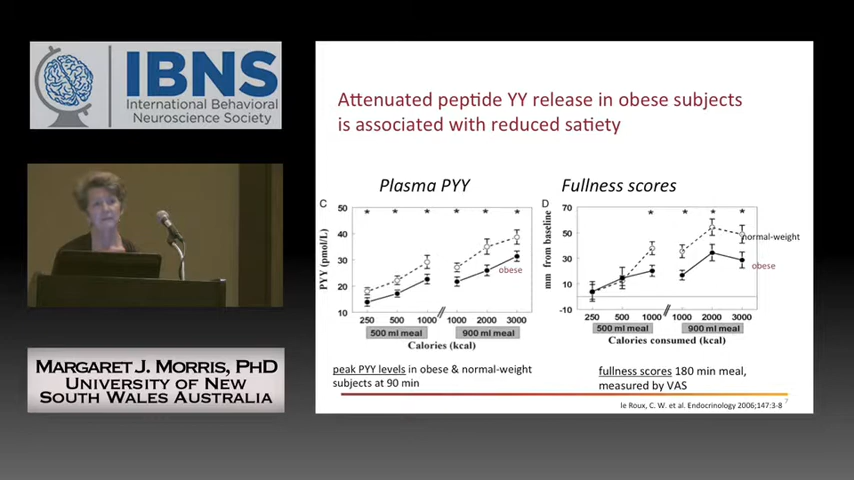 IBNS
International Behavioral
Neuroscience Society
MARGARET J. MORRIS, PHD
UNIVERSITY OF NEW
SOUTH WALES AUSTRALIA
Attenuated peptide YY release in obese subjects
is associated with reduced satiety
Plasma PYY
Fullness scores
C
PYY (pmol/L)
50
40
30
20
10
* * * * * *
obese
250 500 1000 1000 2000 3000
500 ml meal 900 ml meal
Calories (kcal)
D
mm from baseline
70
50
30
10
-10
* * * *
normal-weight
obese
250 500 1000 1000 2000 3000
500 ml meal 900 ml meal
Calories consumed (kcal)
peak PYY levels in obese & normal-weight
subjects at 90 min
fullness scores 180 min meal,
measured by VAS
le Roux, C. W. et al. Endocrinology 2006;147:3-8
7